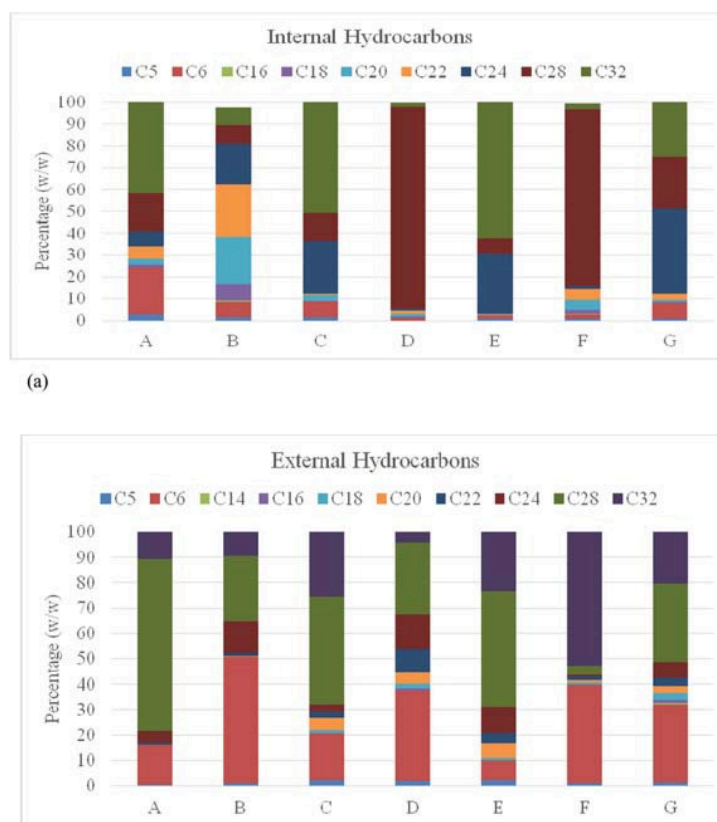 Internal Hydrocarbons
C5 C6 C16 C18 C20 C22 C24 C28 C32
Percentage (w/w)
100
90
80
70
60
50
40
30
20
10
0
A B C D E F G
(a)
External Hydrocarbons
C5 C6 C14 C16 C18 C20 C22 C24 C28 C32
Percentage (w/w)
100
90
80
70
60
50
40
30
20
10
0
A B C D E F G